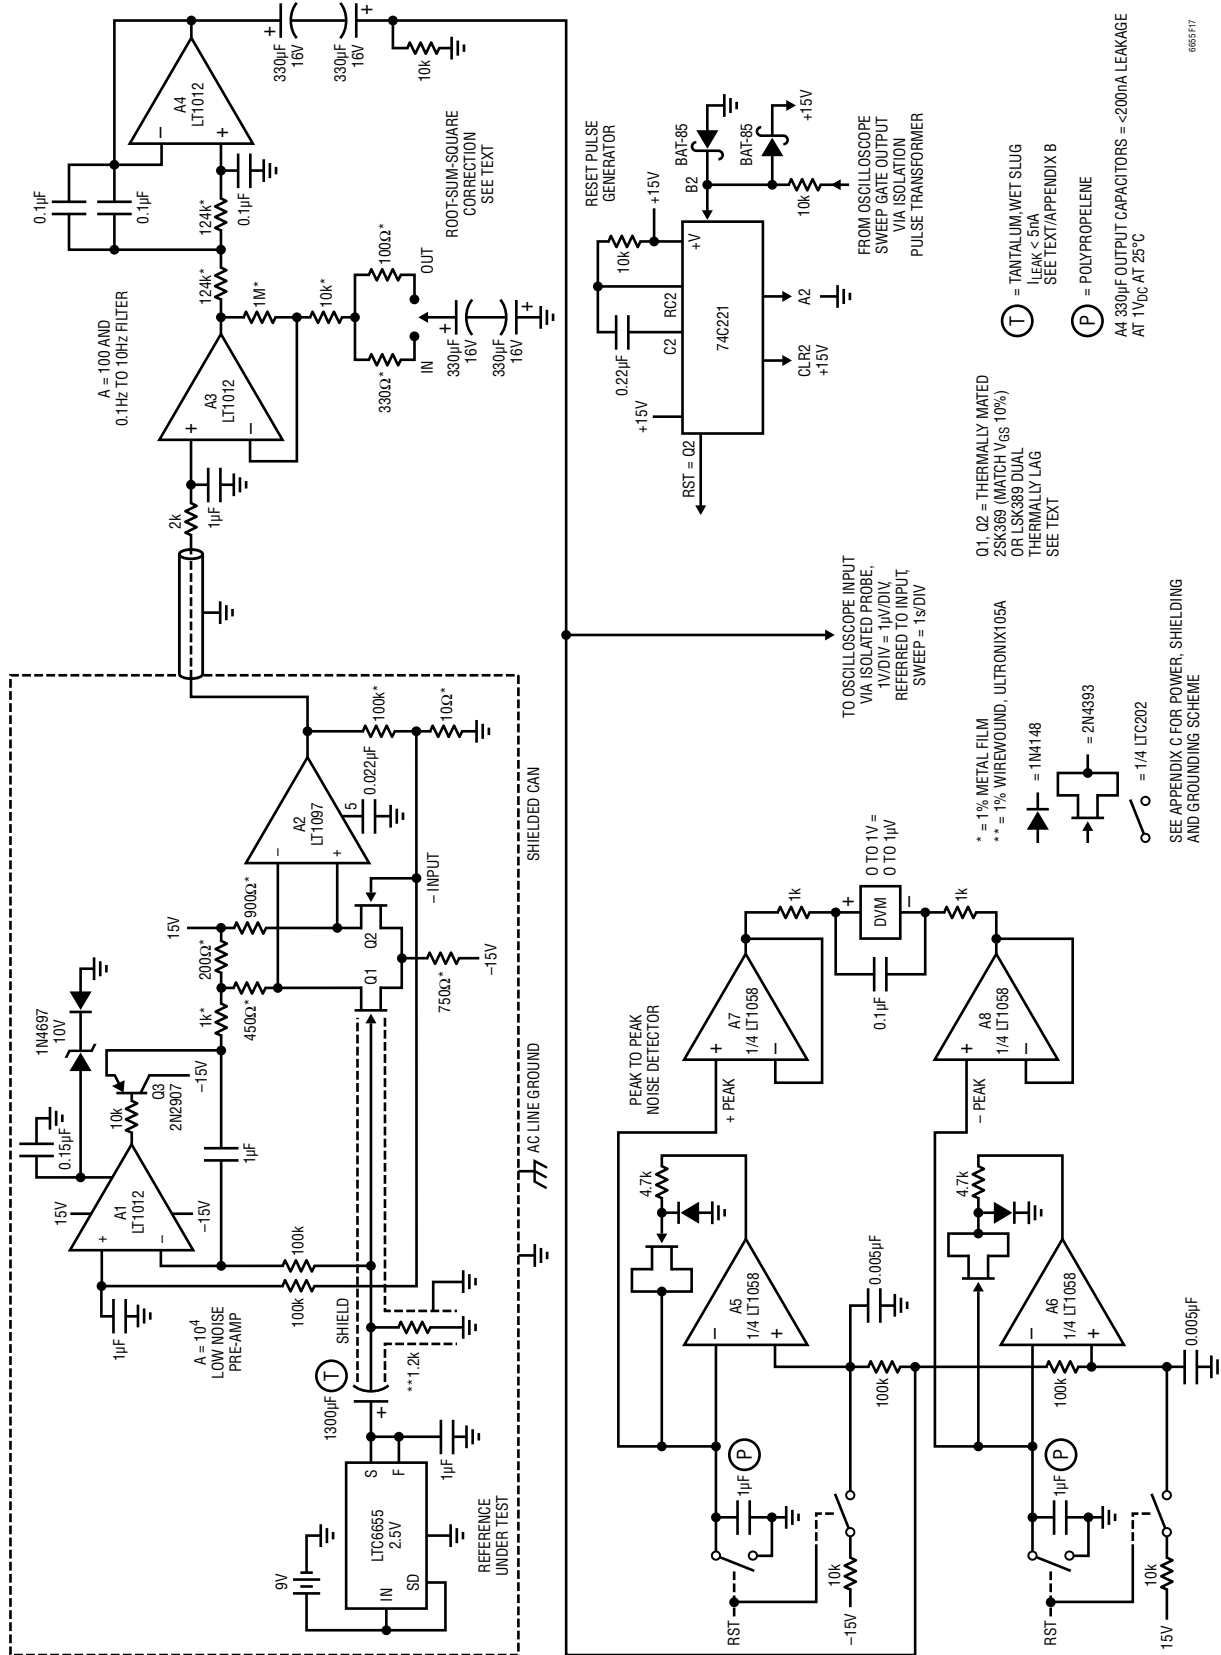 A = 10⁴
LOW NOISE
PRE-AMP
1μF
15V
A1
LT1012
+
–
–15V
0.15μF
1N4697
10V
10k
Q3
2N2907
–15V
1μF
100k
100k
1k*
200Ω*
15V
900Ω*
450Ω*
Q1
Q2
750Ω*
–15V
– INPUT
–
+
A2
LT1097
5
0.022μF
100k*
10Ω*
SHIELDED CAN
AC LINE GROUND
9V
IN
SD
LTC6655
2.5V
S
F
REFERENCE
UNDER TEST
1μF
1300μF
+
T
SHIELD
**1.2k
2k
1μF
A = 100 AND
0.1Hz TO 10Hz FILTER
+
–
A3
LT1012
124k*
1M*
10k*
330Ω*
100Ω*
IN
OUT
+
330μF
16V
330μF
16V
+
ROOT-SUM-SQUARE
CORRECTION
SEE TEXT
124k*
0.1μF
0.1μF
0.1μF
–
+
A4
LT1012
+
330μF
16V
330μF
16V
+
10k
TO OSCILLOSCOPE INPUT
VIA ISOLATED PROBE,
1V/DIV = 1μV/DIV,
REFERRED TO INPUT,
SWEEP = 1s/DIV
RESET PULSE
GENERATOR
RST = Q2
+15V
0.22μF
10k
+15V
C2
RC2
+V
74C221
CLR2
+15V
A2
B2
BAT-85
BAT-85
+15V
10k
FROM OSCILLOSCOPE
SWEEP GATE OUTPUT
VIA ISOLATION
PULSE TRANSFORMER
PEAK TO PEAK
NOISE DETECTOR
RST
1μF
P
10k
–15V
100k
0.005μF
4.7k
–
+
A5
1/4 LT1058
+ PEAK
+
–
A7
1/4 LT1058
1k
+
DVM
–
0 TO 1V =
0 TO 1μV
0.1μF
1k
RST
1μF
P
10k
15V
100k
0.005μF
4.7k
–
+
A6
1/4 LT1058
– PEAK
+
–
A8
1/4 LT1058
* = 1% METAL FILM
** = 1% WIREWOUND, ULTRONIX105A
= 1N4148
= 2N4393
= 1/4 LTC202
SEE APPENDIX C FOR POWER, SHIELDING
AND GROUNDING SCHEME
Q1, Q2 = THERMALLY MATED
2SK369 (MATCH VGS 10%)
OR LSK389 DUAL
THERMALLY LAG
SEE TEXT
T = TANTALUM,WET SLUG
ILEAK < 5nA
SEE TEXT/APPENDIX B
P = POLYPROPELENE
A4 330μF OUTPUT CAPACITORS = <200nA LEAKAGE
AT 1VDC AT 25°C
6655 F17